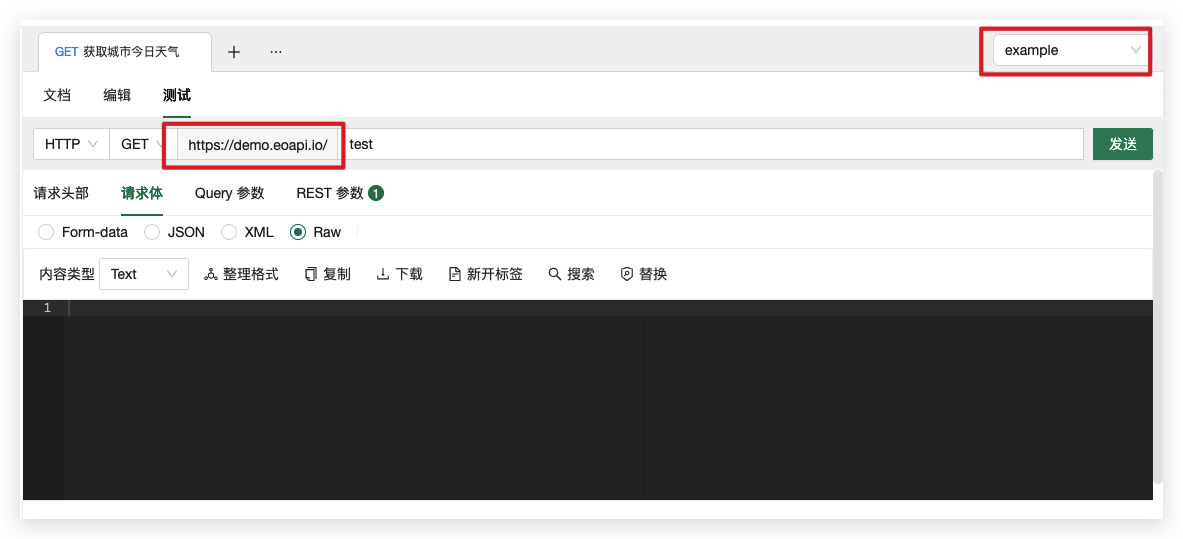 GET 获取城市今日天气 + ··· example
文档 编辑 测试
HTTP GET https://demo.eoapi.io/ test 发送
请求头部 请求体 Query 参数 REST 参数 1
Form-data JSON XML Raw
内容类型 Text 整理格式 复制 下载 新开标签 搜索 替换
1